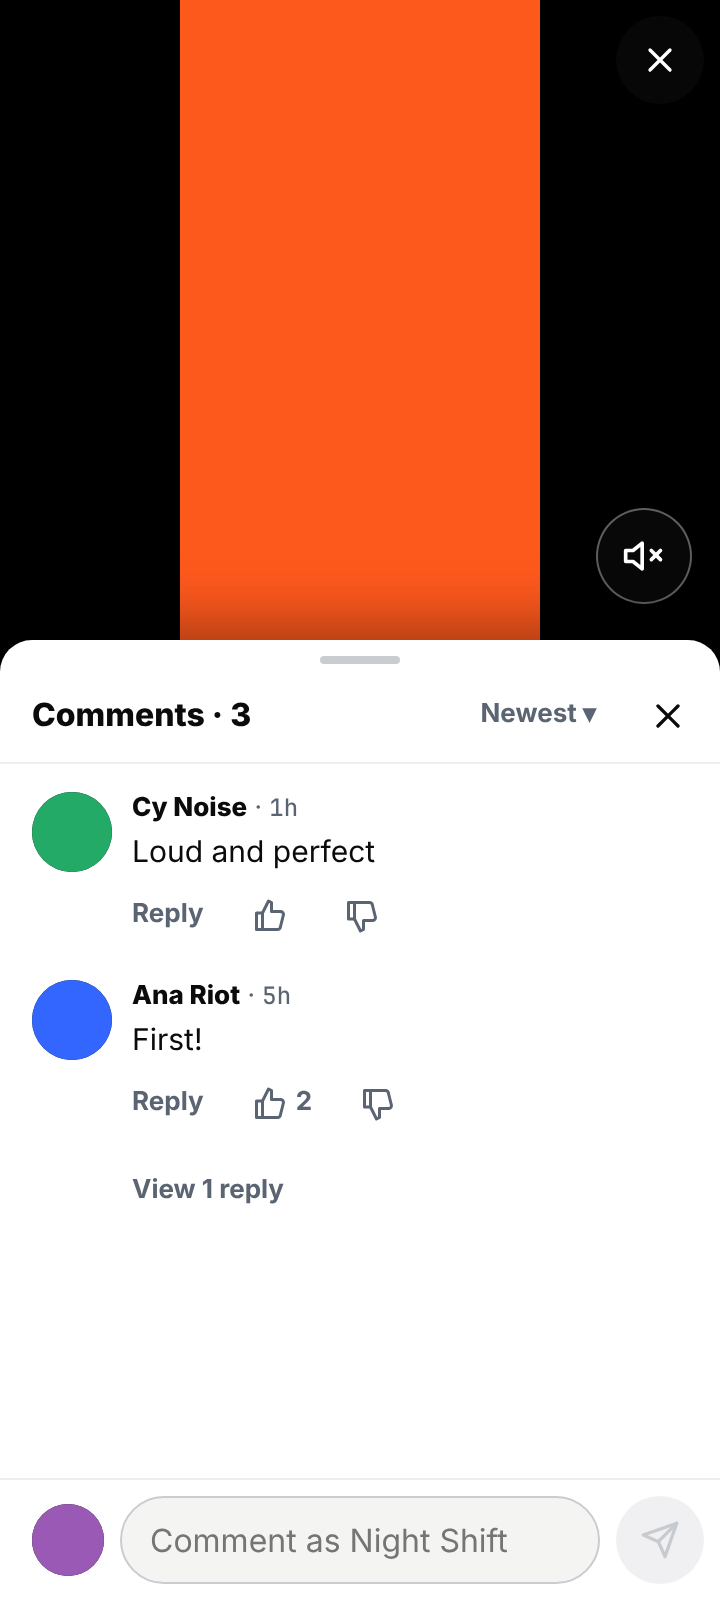 Comments · 3
Newest ▾
Cy Noise · 1h
Loud and perfect
Reply
Ana Riot · 5h
First!
Reply 2
View 1 reply
Comment as Night Shift